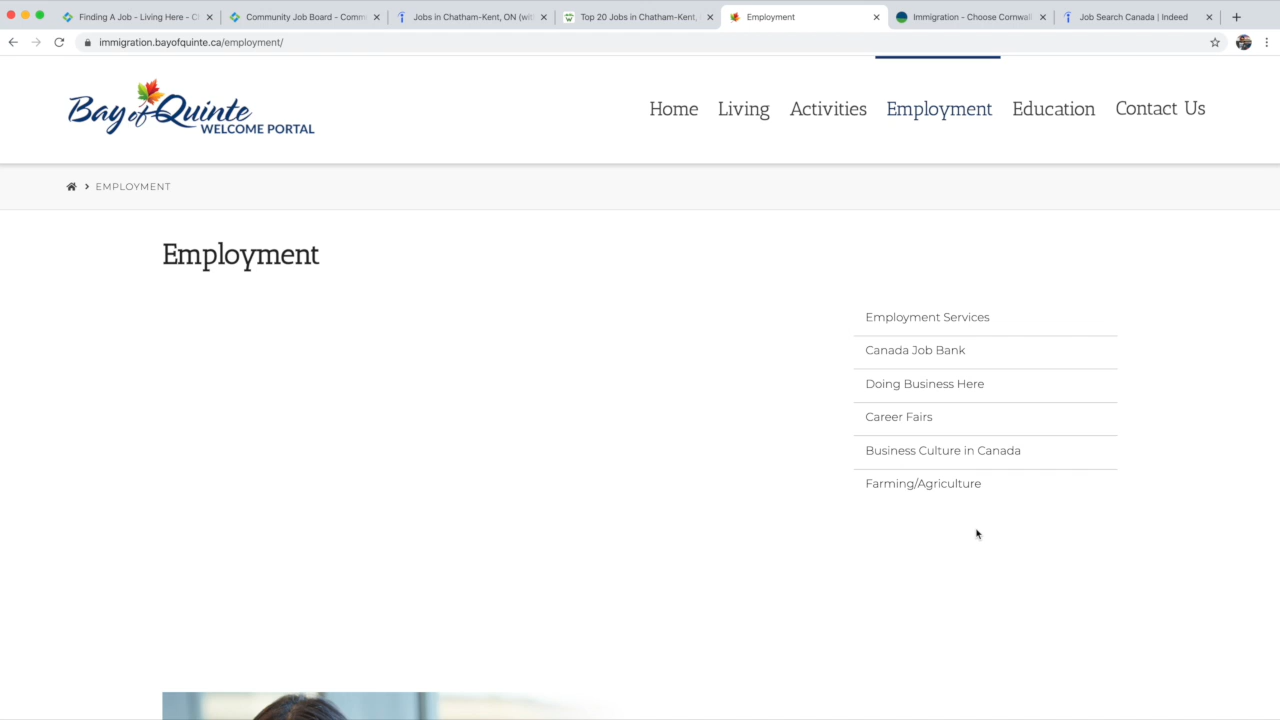 Finding A Job - Living Here - C
Community Job Board - Comm
Jobs in Chatham-Kent, ON (wit
Top 20 Jobs in Chatham-Kent,
Employment
Immigration - Choose Cornwal
Job Search Canada | Indeed
immigration.bayofquinte.ca/employment/
Bay of Quinte
WELCOME PORTAL
Home
Living
Activities
Employment
Education
Contact Us
EMPLOYMENT
Employment
Employment Services
Canada Job Bank
Doing Business Here
Career Fairs
Business Culture in Canada
Farming/Agriculture